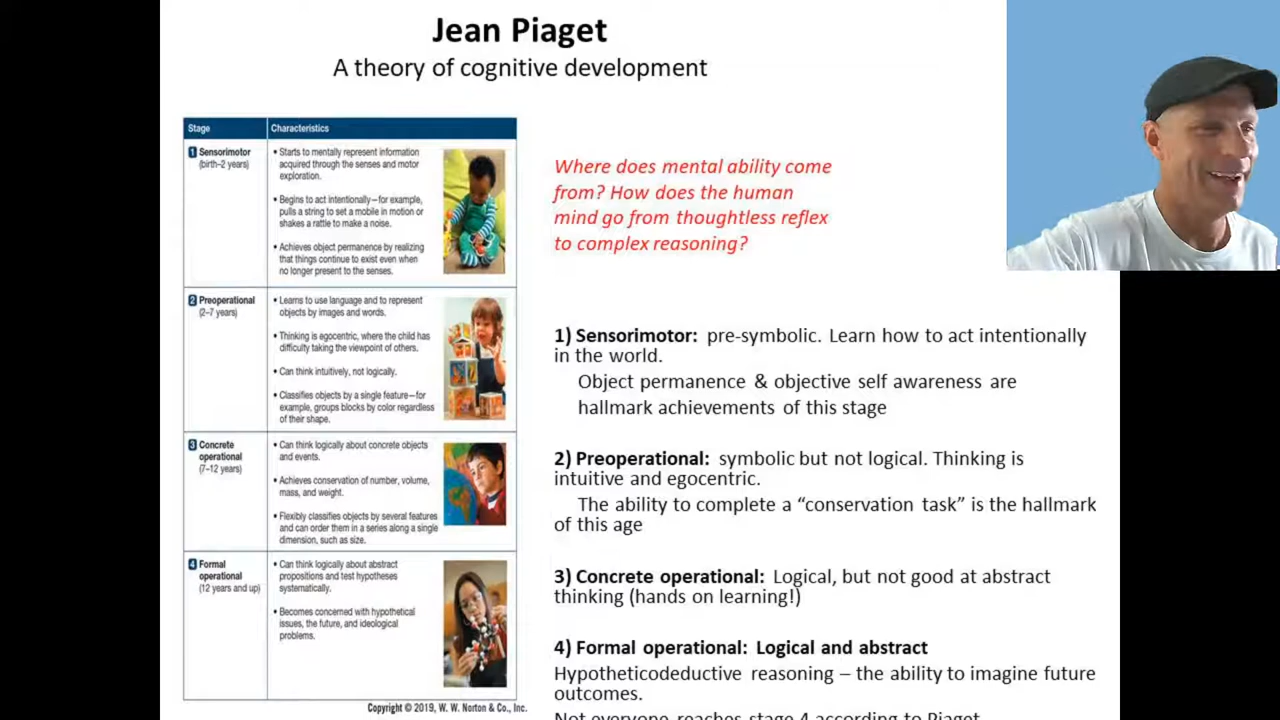 Jean Piaget
A theory of cognitive development
Stage
Characteristics
1 Sensorimotor
(birth–2 years)
• Starts to mentally represent information
acquired through the senses and motor
exploration.
• Begins to act intentionally—for example,
pulls a string to set a mobile in motion or
shakes a rattle to make a noise.
• Achieves object permanence by realizing
that things continue to exist even when
no longer present to the senses.
2 Preoperational
(2–7 years)
• Learns to use language and to represent
objects by images and words.
• Thinking is egocentric, where the child has
difficulty taking the viewpoint of others.
• Can think intuitively, not logically.
• Classifies objects by a single feature—for
example, groups blocks by color regardless
of their shape.
3 Concrete
operational
(7–12 years)
• Can think logically about concrete objects
and events.
• Achieves conservation of number, volume,
mass, and weight.
• Flexibly classifies objects by several features
and can order them in a series along a single
dimension, such as size.
4 Formal
operational
(12 years and up)
• Can think logically about abstract
propositions and test hypotheses
systematically.
• Becomes concerned with hypothetical
issues, the future, and ideological
problems.
Copyright © 2019, W. W. Norton & Co., Inc.
Where does mental ability come
from? How does the human
mind go from thoughtless reflex
to complex reasoning?
1) Sensorimotor: pre-symbolic. Learn how to act intentionally
in the world.
Object permanence & objective self awareness are
hallmark achievements of this stage
2) Preoperational: symbolic but not logical. Thinking is
intuitive and egocentric.
The ability to complete a “conservation task” is the hallmark
of this age
3) Concrete operational: Logical, but not good at abstract
thinking (hands on learning!)
4) Formal operational: Logical and abstract
Hypotheticodeductive reasoning – the ability to imagine future
outcomes.
Not everyone reaches stage 4 according to Piaget